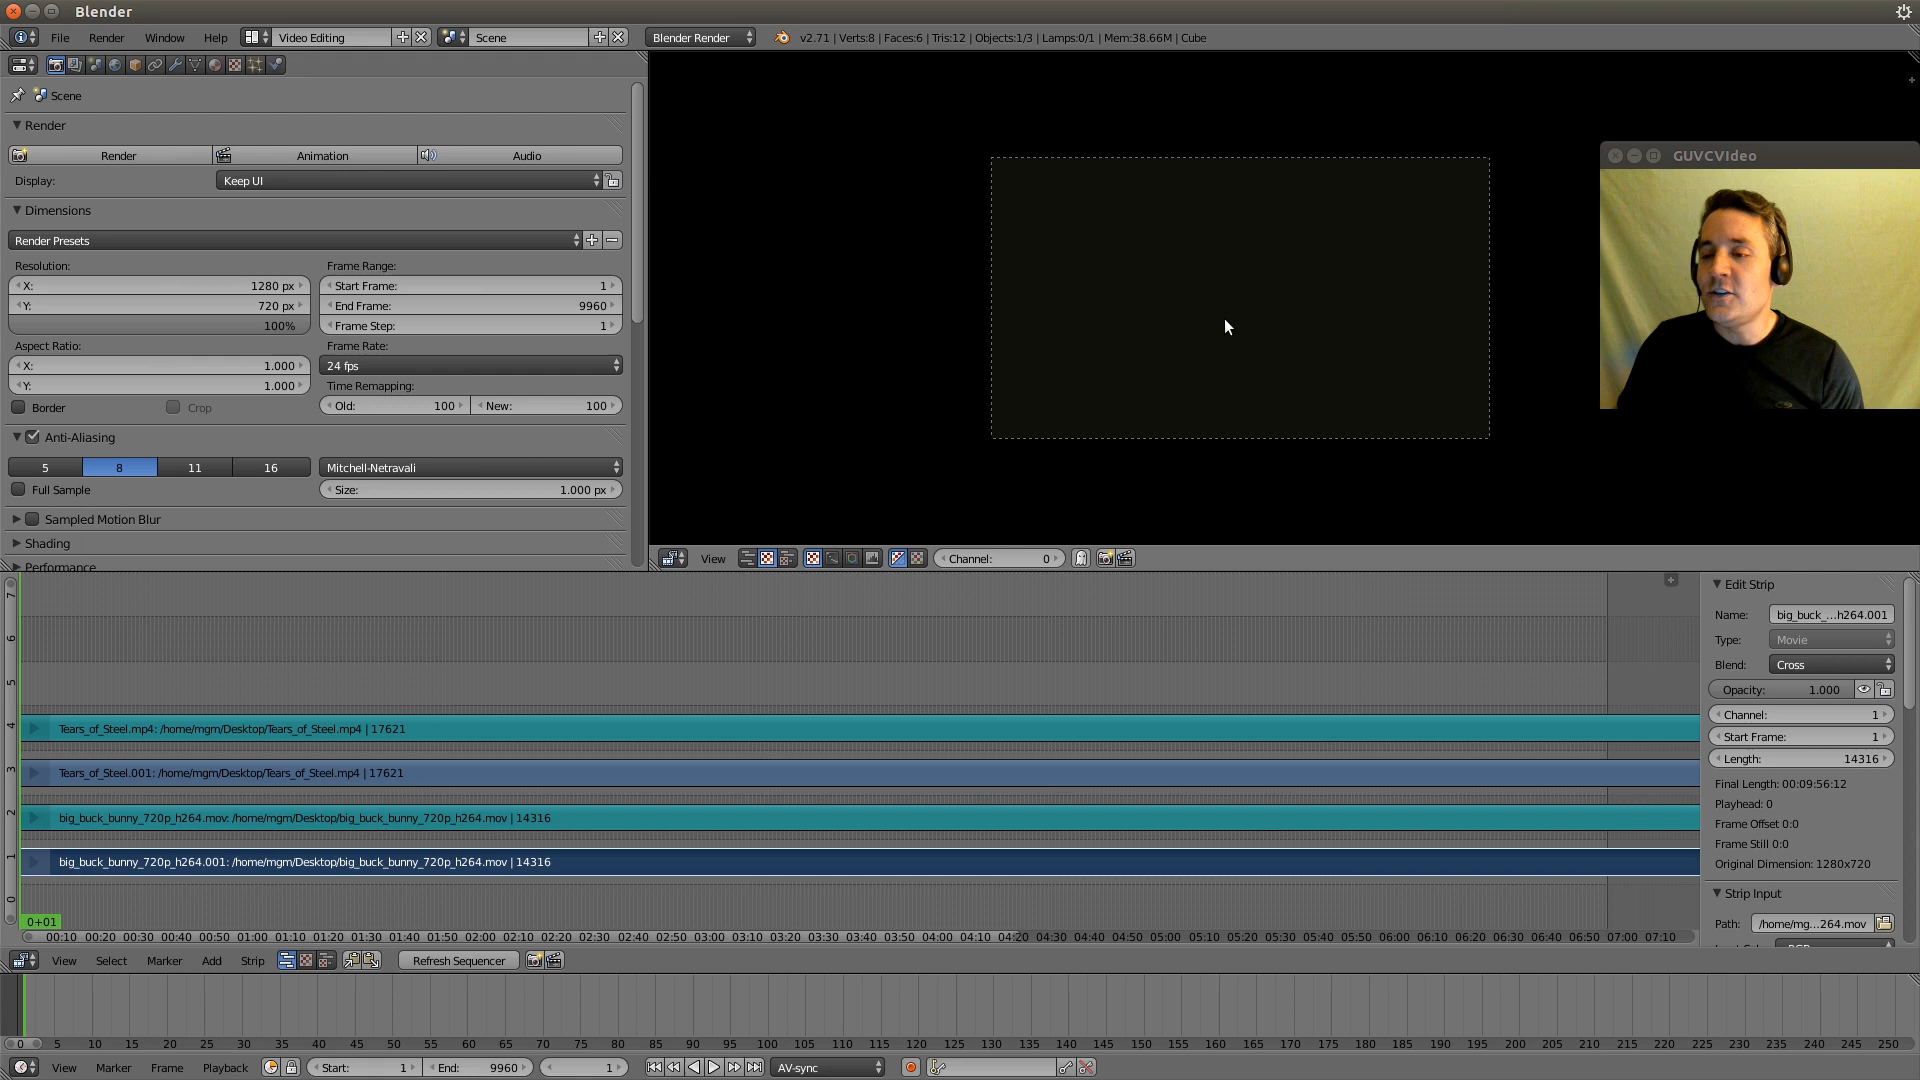 Blender
File Render Window Help Video Editing Scene Blender Render v2.71 | Verts:8 | Faces:6 | Tris:12 | Objects:1/3 | Lamps:0/1 | Mem:38.66M | Cube
Scene
Render
Render Animation Audio
Display: Keep UI
Dimensions
Render Presets
Resolution: Frame Range:
X: 1280 px Start Frame: 1
Y: 720 px End Frame: 9960
100% Frame Step: 1
Aspect Ratio: Frame Rate:
X: 1.000 24 fps
Y: 1.000 Time Remapping:
Border Crop Old: 100 New: 100
Anti-Aliasing
5 8 11 16 Mitchell-Netravali
Full Sample Size: 1.000 px
Sampled Motion Blur
Shading
Performance
GUVCVIdeo
View Channel: 0
7
6
5
4 Tears_of_Steel.mp4: /home/mgm/Desktop/Tears_of_Steel.mp4 | 17621
3 Tears_of_Steel.001: /home/mgm/Desktop/Tears_of_Steel.mp4 | 17621
2 big_buck_bunny_720p_h264.mov: /home/mgm/Desktop/big_buck_bunny_720p_h264.mov | 14316
1 big_buck_bunny_720p_h264.001: /home/mgm/Desktop/big_buck_bunny_720p_h264.mov | 14316
0
0+01
00:10 00:20 00:30 00:40 00:50 01:00 01:10 01:20 01:30 01:40 01:50 02:00 02:10 02:20 02:30 02:40 02:50 03:00 03:10 03:20 03:30 03:40 03:50 04:00 04:10 04:20 04:30 04:40 04:50 05:00 05:10 05:20 05:30 05:40 05:50 06:00 06:10 06:20 06:30 06:40 06:50 07:00 07:10
Edit Strip
Name: big_buck_...h264.001
Type: Movie
Blend: Cross
Opacity: 1.000
Channel: 1
Start Frame: 1
Length: 14316
Final Length: 00:09:56:12
Playhead: 0
Frame Offset 0:0
Frame Still 0:0
Original Dimension: 1280x720
Strip Input
Path: /home/mg...264.mov
View Select Marker Add Strip Refresh Sequencer
0 5 10 15 20 25 30 35 40 45 50 55 60 65 70 75 80 85 90 95 100 105 110 115 120 125 130 135 140 145 150 155 160 165 170 175 180 185 190 195 200 205 210 215 220 225 230 235 240 245 250
View Marker Frame Playback Start: 1 End: 9960 1 AV-sync